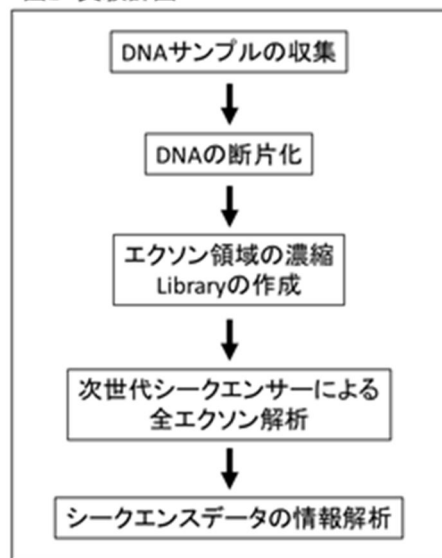 DNAサンプルの収集
DNAの断片化
エクソン領域の濃縮
Libraryの作成
次世代シークエンサーによる
全エクソン解析
シークエンスデータの情報解析